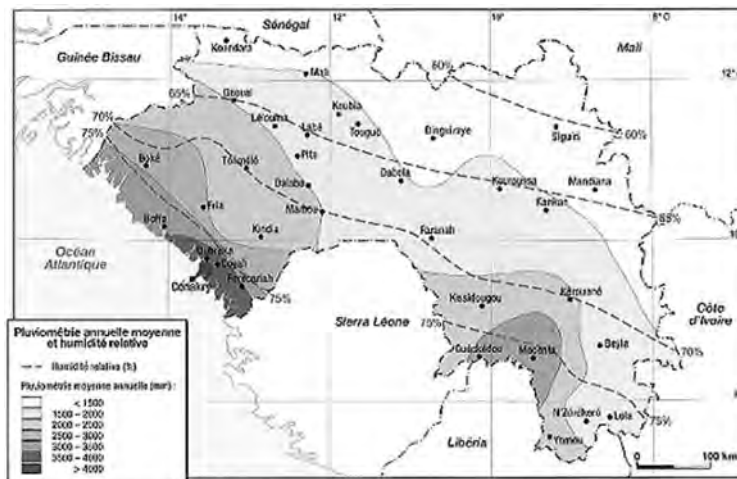 14°
12
10
8° O
Sénégal
Mali
Guinée Bissau
Koundara
Mali
60%
12°
65%
Gaoual
Koubia
70%
Lélouma
Labé
Tougué
Dinguiraye
Siguiri
60%
75%
Pita
Boké
Télimélé
Dalaba
Dabola
Kouroussa
Mandiana
Fria
Mamou
Kankan
65%
Boffa
Kindia
Faranah
Océan
Atlantique
Dubréka
Coyah
Conakry
Forécariah
75%
Kissidougou
Kérouané
Sierra Léone
75%
Côte
d'Ivoire
Guéckédou
Macenta
Beyla
70%
N'Zérékoré
Lola
75%
Libéria
Yomou
Pluviométrie annuelle moyenne
et humidité relative
Humidité relative (%)
Pluviométrie moyenne annuelle (mm) :
< 1500
1500 – 2000
2000 – 2500
2500 – 3000
3000 – 3500
3500 – 4000
> 4000
0
100 km